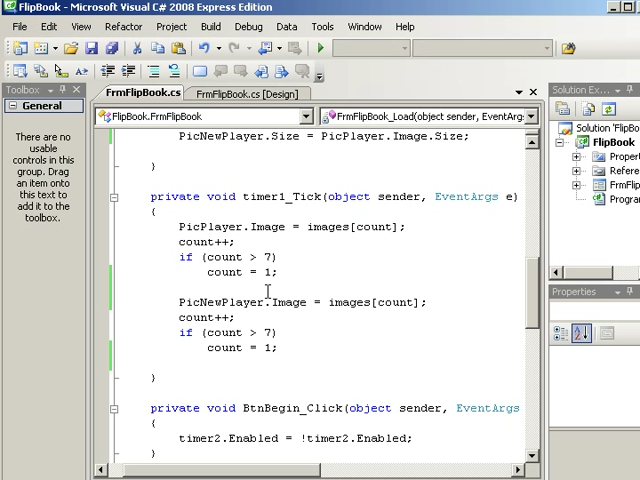 FlipBook - Microsoft Visual C# 2008 Express Edition
File Edit View Refactor Project Build Debug Data Tools Window Help
Toolbox
General
There are no
usable
controls in this
group. Drag
an item onto
this text to
add it to the
toolbox.
FrmFlipBook.cs FrmFlipBook.cs [Design]
FlipBook.FrmFlipBook FrmFlipBook_Load(object sender, EventArgs
PicNewPlayer.Size = PicPlayer.Image.Size;
}
private void timer1_Tick(object sender, EventArgs e)
{
PicPlayer.Image = images[count];
count++;
if (count > 7)
count = 1;
PicNewPlayer.Image = images[count];
count++;
if (count > 7)
count = 1;
}
private void BtnBegin_Click(object sender, EventArgs
{
timer2.Enabled = !timer2.Enabled;
}
Solution Ex...
Solution 'FlipBo
FlipBook
Proper
Refere
FrmFlip
Progra
Properties